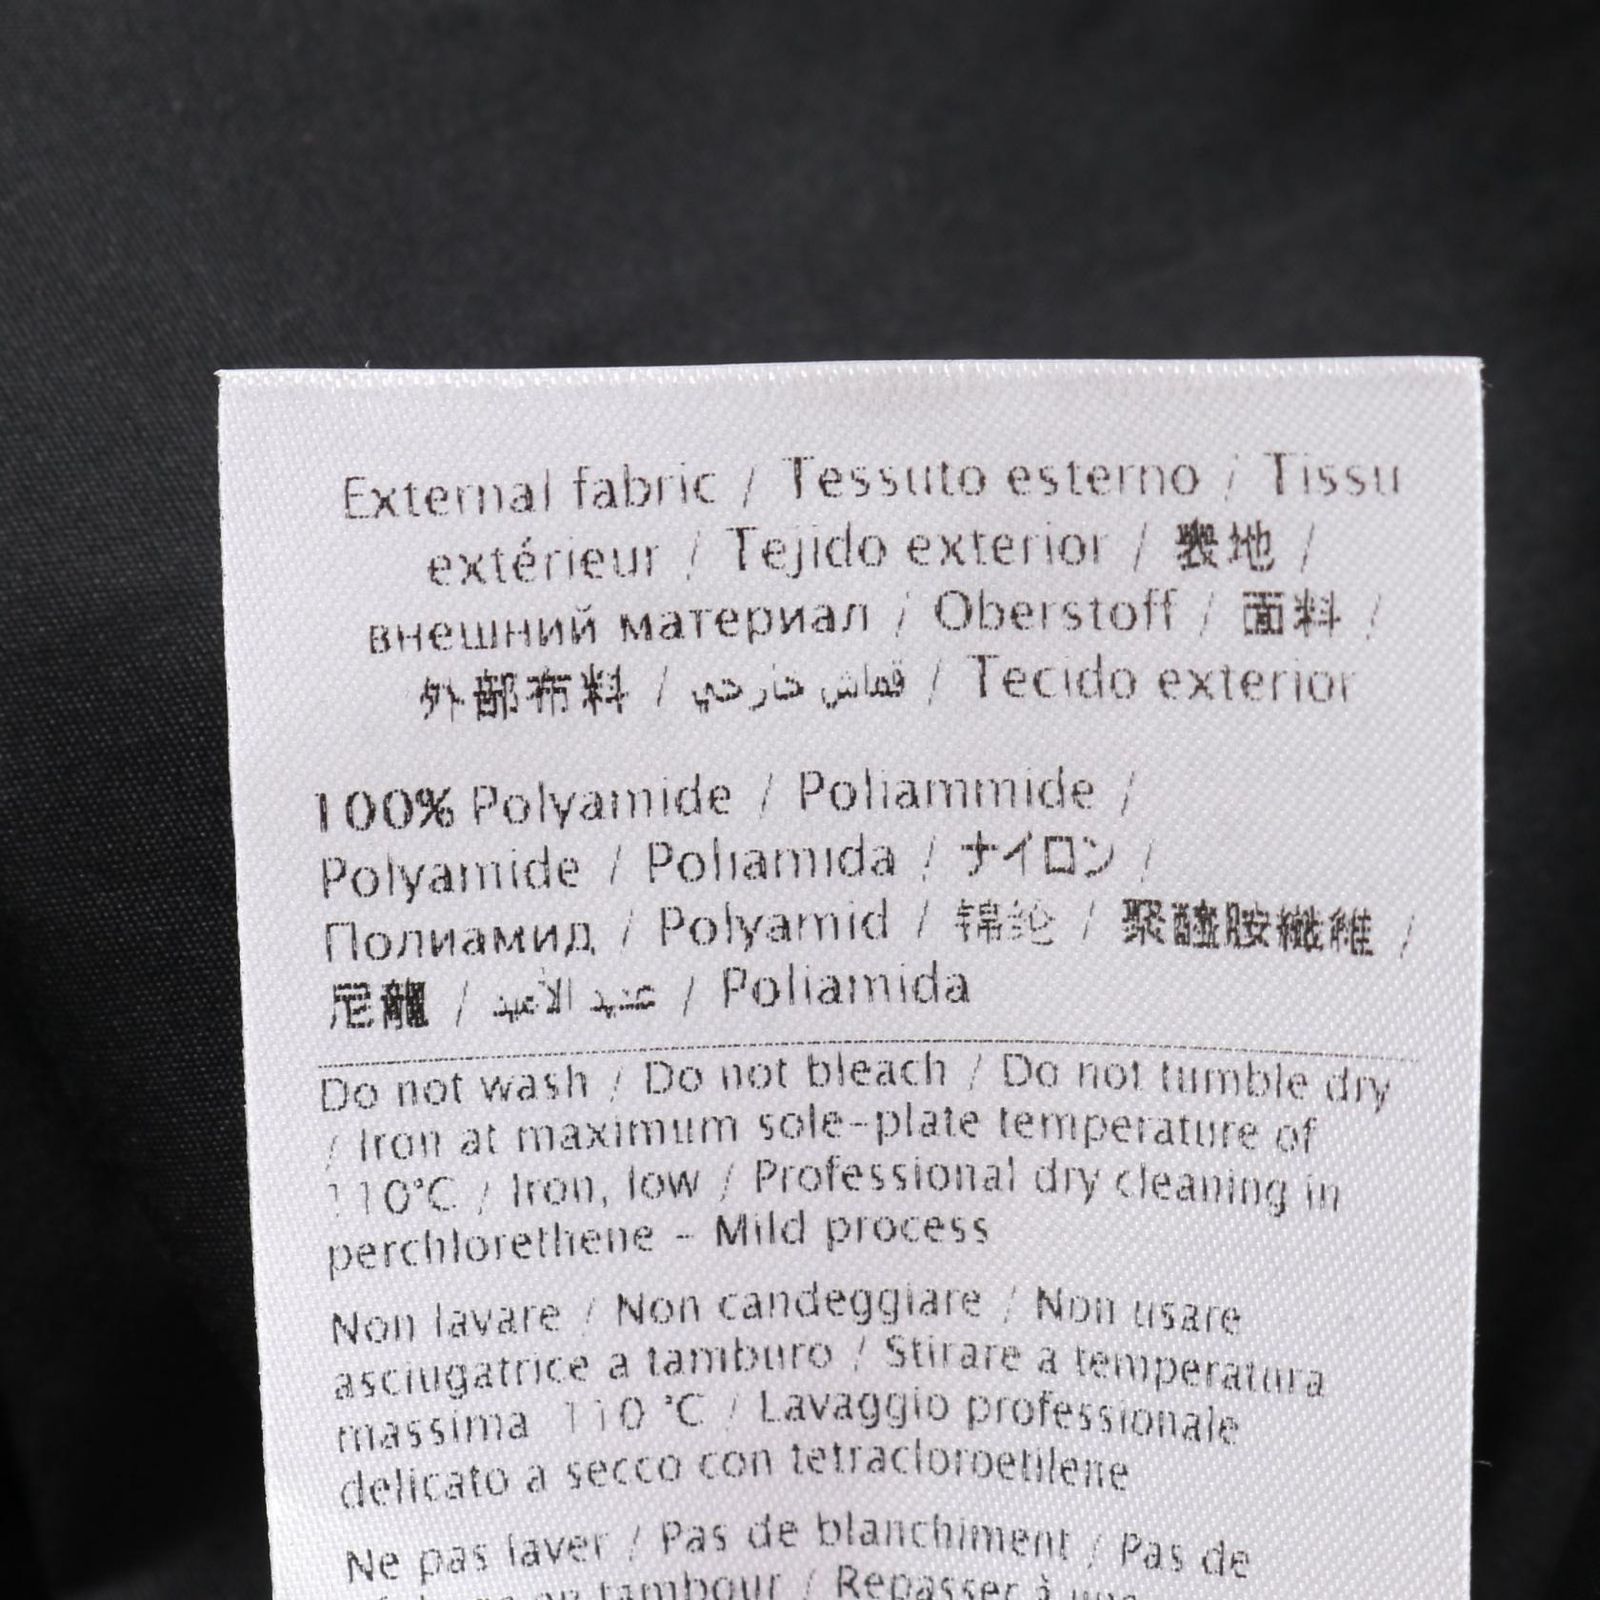 External fabric / Tessuto esterno / Tissu
extérieur / Tejido exterior / 表地 /
внешний материал / Oberstoff / 面料 /
外部布料 / قماش خارجي / Tecido exterior
100% Polyamide / Poliammide /
Polyamide / Poliamida / ナイロン /
Полиамид / Polyamid / 锦纶 / 聚醯胺纖維 /
尼龍 / / Poliamida
Do not wash / Do not bleach / Do not tumble dry
/ Iron at maximum sole-plate temperature of
110°C / Iron, low / Professional dry cleaning in
perchlorethene - Mild process
Non lavare / Non candeggiare / Non usare
asciugatrice a tamburo / Stirare a temperatura
massima 110 °C / Lavaggio professionale
delicato a secco con tetracloroetilene
Ne pas laver / Pas de blanchiment / Pas de
tambour / Repasser à une